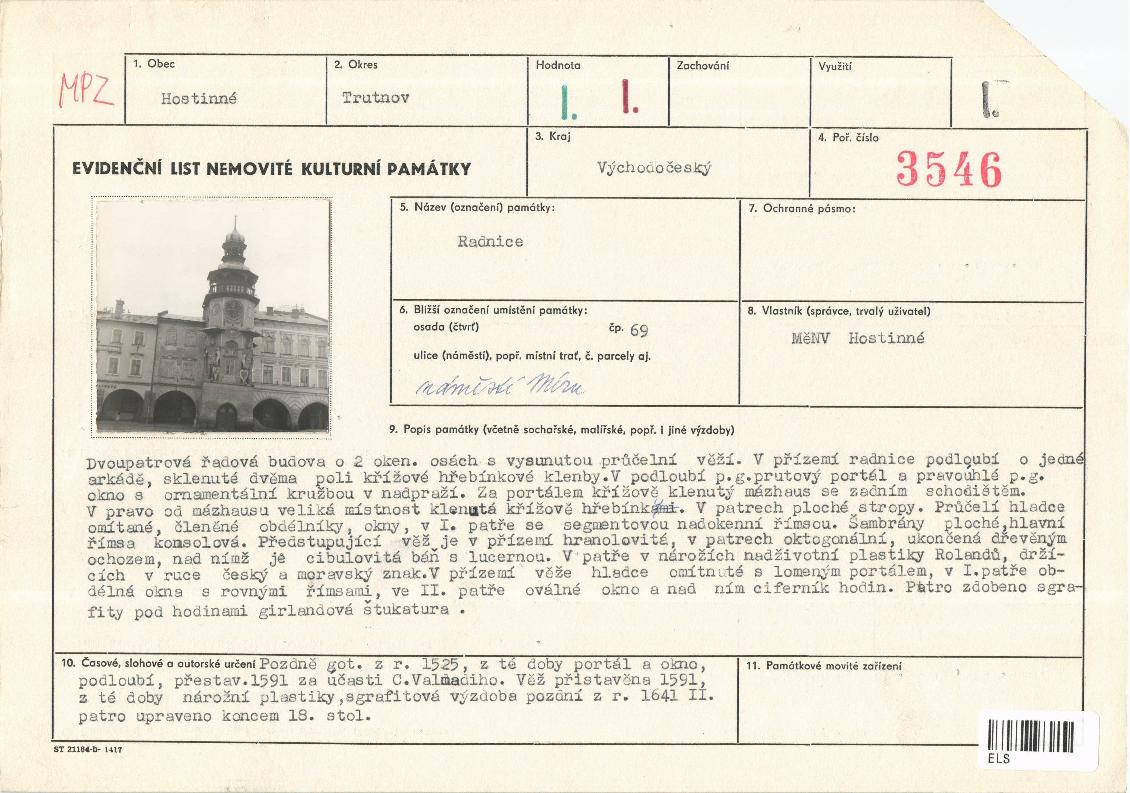 MPZ
1. Obec
Hostinné
2. Okres
Trutnov
Hodnota
I. I.
Zachování
Využití
I.
EVIDENČNÍ LIST NEMOVITÉ KULTURNÍ PAMÁTKY
3. Kraj
Východočeský
4. Poř. číslo
3546
5. Název (označení) památky:
Radnice
7. Ochranné pásmo:
6. Bližší označení umístění památky:
osada (čtvrť) čp. 69
ulice (náměstí), popř. místní trať, č. parcely aj.
náměstí Míru
8. Vlastník (správce, trvalý uživatel)
MěNV Hostinné
9. Popis památky (včetně sochařské, malířské, popř. i jiné výzdoby)
Dvoupatrová řadová budova o 2 oken. osách s vysunutou průčelní věží. V přízemí radnice podloubí o jedné
arkádě, sklenuté dvěma poli křížové hřebínkové klenby.V podloubí p.g.prutový portál a pravoúhlé p.g.
okno s ornamentální kružbou v nadpraží. Za portálem křížově klenutý mázhaus se zadním schodištěm.
V pravo od mázhausu veliká místnost klenutá křížově hřebínk. V patrech ploché stropy. Průčelí hladce
omítané, členěné obdélníky, okny, v I. patře se segmentovou nadokenní římsou. Šambrány ploché,hlavní
římsa konsolová. Předstupující věž je v přízemí hranolovitá, v patrech oktogonální, ukončená dřevěným
ochozem, nad nímž je cibulovitá báň s lucernou. V patře v nárožích nadživotní plastiky Rolandů, drží-
cích v ruce český a moravský znak.V přízemí věže hladce omítnuté s lomeným portálem, v I.patře ob-
délná okna s rovnými římsami, ve II. patře oválné okno a nad ním ciferník hodin. Patro zdobeno sgra-
fity pod hodinami girlandová štukatura .
10. Časové, slohové a autorské určení Pozdně got. z r. 1525, z té doby portál a okno,
podloubí, přestav.1591 za účasti C.Valmadiho. Věž přistavěna 1591,
z té doby nárožní plastiky,sgrafitová výzdoba pozdní z r. 1641 II.
patro upraveno koncem 18. stol.
11. Památkové movité zařízení
ST 21184-b- 1417
ELS